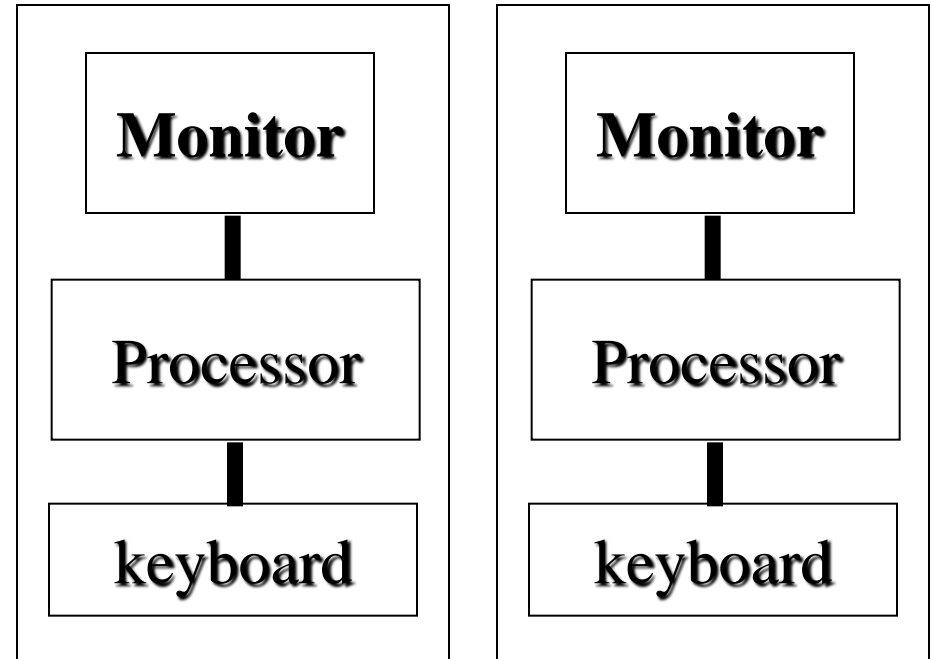 Monitor
Processor
keyboard
Monitor
Processor
keyboard